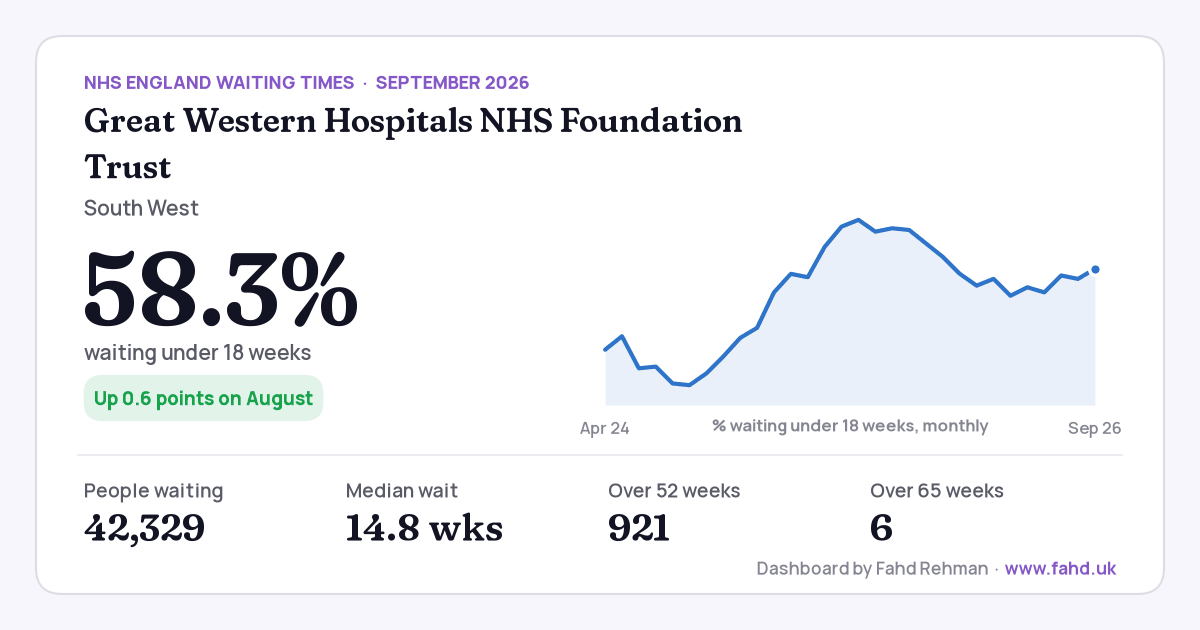 NHS ENGLAND WAITING TIMES · SEPTEMBER 2026
Great Western Hospitals NHS Foundation
Trust
South West
58.3%
waiting under 18 weeks
Up 0.6 points on August
Apr 24
% waiting under 18 weeks, monthly
Sep 26
People waiting
42,329
Median wait
14.8 wks
Over 52 weeks
921
Over 65 weeks
6
Dashboard by Fahd Rehman · www.fahd.uk